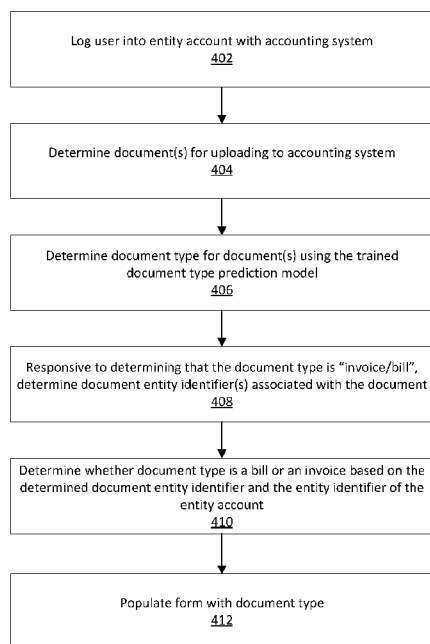 Log user into entity account with accounting system
402
Determine document(s) for uploading to accounting system
404
Determine document type for document(s) using the trained
document type prediction model
406
Responsive to determining that the document type is “invoice/bill”,
determine document entity identifier(s) associated with the document
408
Determine whether document type is a bill or an invoice based on the
determined document entity identifier and the entity identifier of the
entity account
410
Populate form with document type
412